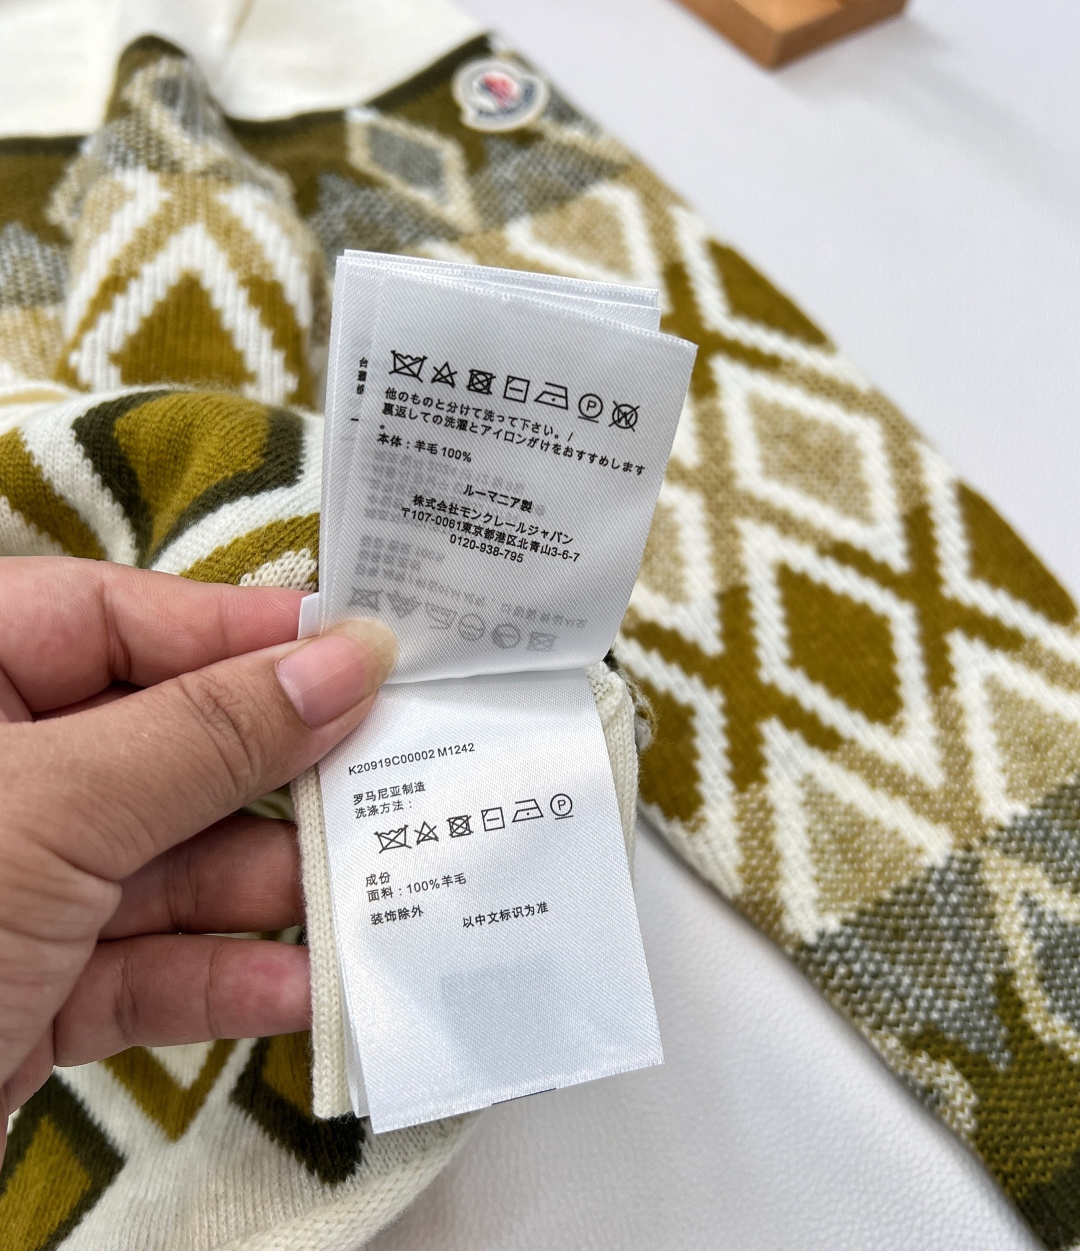 他のものと分けて洗って下さい。/
裏返しての洗濯とアイロンがけをおすすめします
。
本体：羊毛 100%
ルーマニア製
株式会社モンクレールジャパン
〒107-0061東京都港区北青山3-6-7
0120-938-795
K20919C00002 M1242
罗马尼亚制造
洗涤方法：
成份
面料：100%羊毛
装饰除外
以中文标识为准